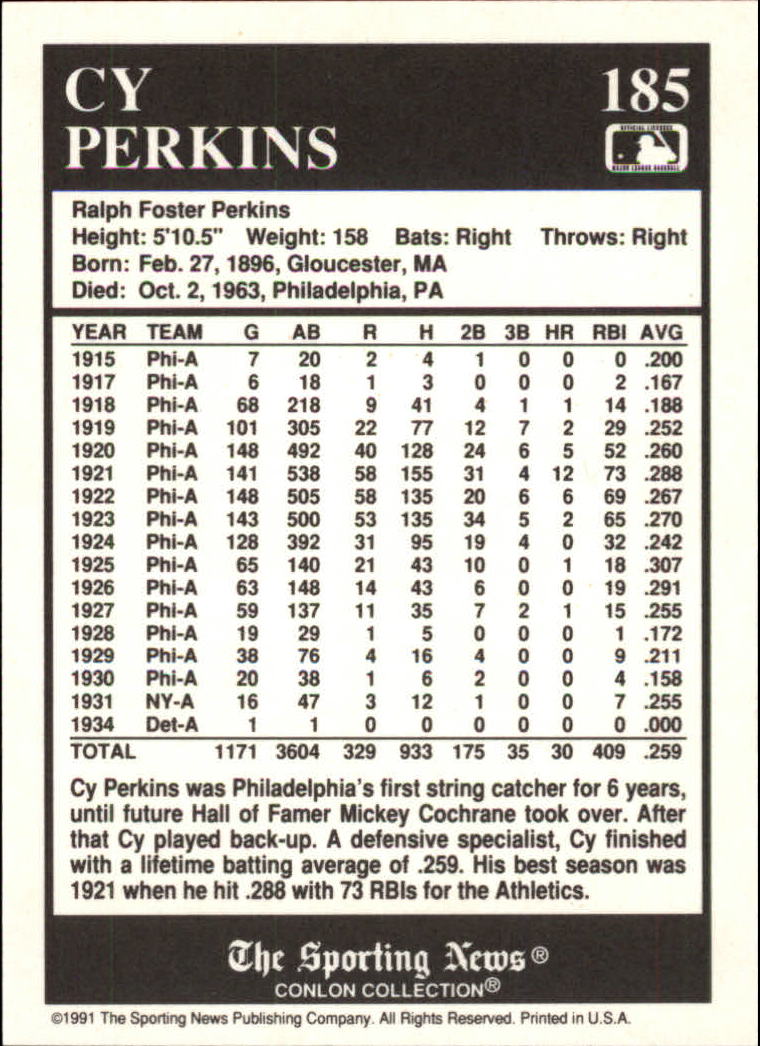 CY 185
PERKINS
OFFICIAL LICENSEE
MAJOR LEAGUE BASEBALL
Ralph Foster Perkins
Height: 5'10.5" Weight: 158 Bats: Right Throws: Right
Born: Feb. 27, 1896, Gloucester, MA
Died: Oct. 2, 1963, Philadelphia, PA
YEAR TEAM G AB R H 2B 3B HR RBI AVG
1915 Phi-A 7 20 2 4 1 0 0 0 .200
1917 Phi-A 6 18 1 3 0 0 0 2 .167
1918 Phi-A 68 218 9 41 4 1 1 14 .188
1919 Phi-A 101 305 22 77 12 7 2 29 .252
1920 Phi-A 148 492 40 128 24 6 5 52 .260
1921 Phi-A 141 538 58 155 31 4 12 73 .288
1922 Phi-A 148 505 58 135 20 6 6 69 .267
1923 Phi-A 143 500 53 135 34 5 2 65 .270
1924 Phi-A 128 392 31 95 19 4 0 32 .242
1925 Phi-A 65 140 21 43 10 0 1 18 .307
1926 Phi-A 63 148 14 43 6 0 0 19 .291
1927 Phi-A 59 137 11 35 7 2 1 15 .255
1928 Phi-A 19 29 1 5 0 0 0 1 .172
1929 Phi-A 38 76 4 16 4 0 0 9 .211
1930 Phi-A 20 38 1 6 2 0 0 4 .158
1931 NY-A 16 47 3 12 1 0 0 7 .255
1934 Det-A 1 1 0 0 0 0 0 0 .000
TOTAL 1171 3604 329 933 175 35 30 409 .259
Cy Perkins was Philadelphia's first string catcher for 6 years,
until future Hall of Famer Mickey Cochrane took over. After
that Cy played back-up. A defensive specialist, Cy finished
with a lifetime batting average of .259. His best season was
1921 when he hit .288 with 73 RBIs for the Athletics.
The Sporting News®
CONLON COLLECTION®
©1991 The Sporting News Publishing Company. All Rights Reserved. Printed in U.S.A.